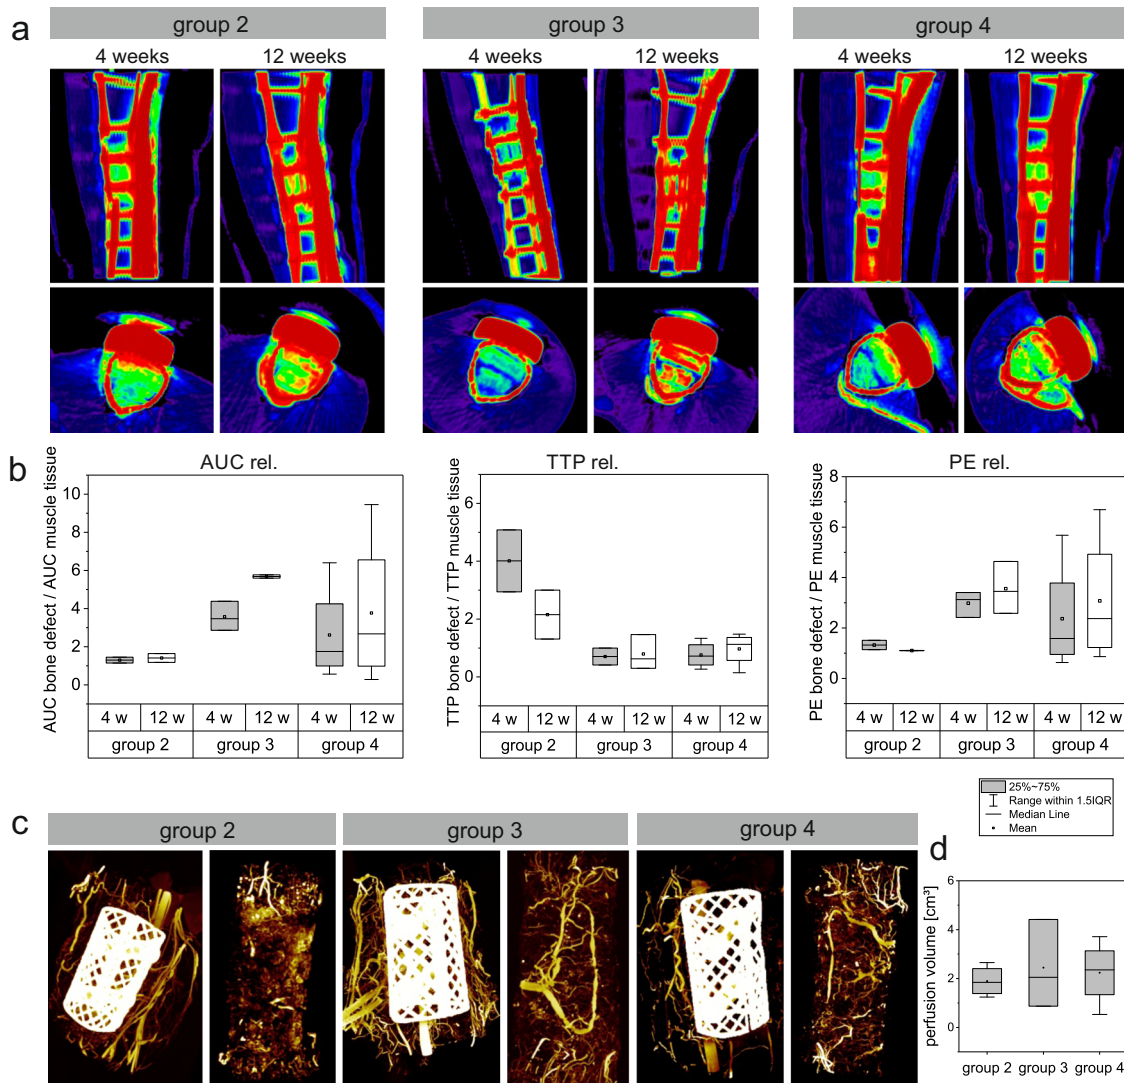 a
group 2
group 3
group 4
4 weeks
12 weeks
4 weeks
12 weeks
4 weeks
12 weeks
b
AUC rel.
AUC bone defect / AUC muscle tissue
10
8
6
4
2
0
4 w
12 w
4 w
12 w
4 w
12 w
group 2
group 3
group 4
TTP rel.
TTP bone defect / TTP muscle tissue
6
4
2
0
4 w
12 w
4 w
12 w
4 w
12 w
group 2
group 3
group 4
PE rel.
PE bone defect / PE muscle tissue
8
6
4
2
0
4 w
12 w
4 w
12 w
4 w
12 w
group 2
group 3
group 4
25%~75%
Range within 1.5IQR
Median Line
Mean
c
group 2
group 3
group 4
d
perfusion volume [cm³]
6
4
2
0
group 2
group 3
group 4